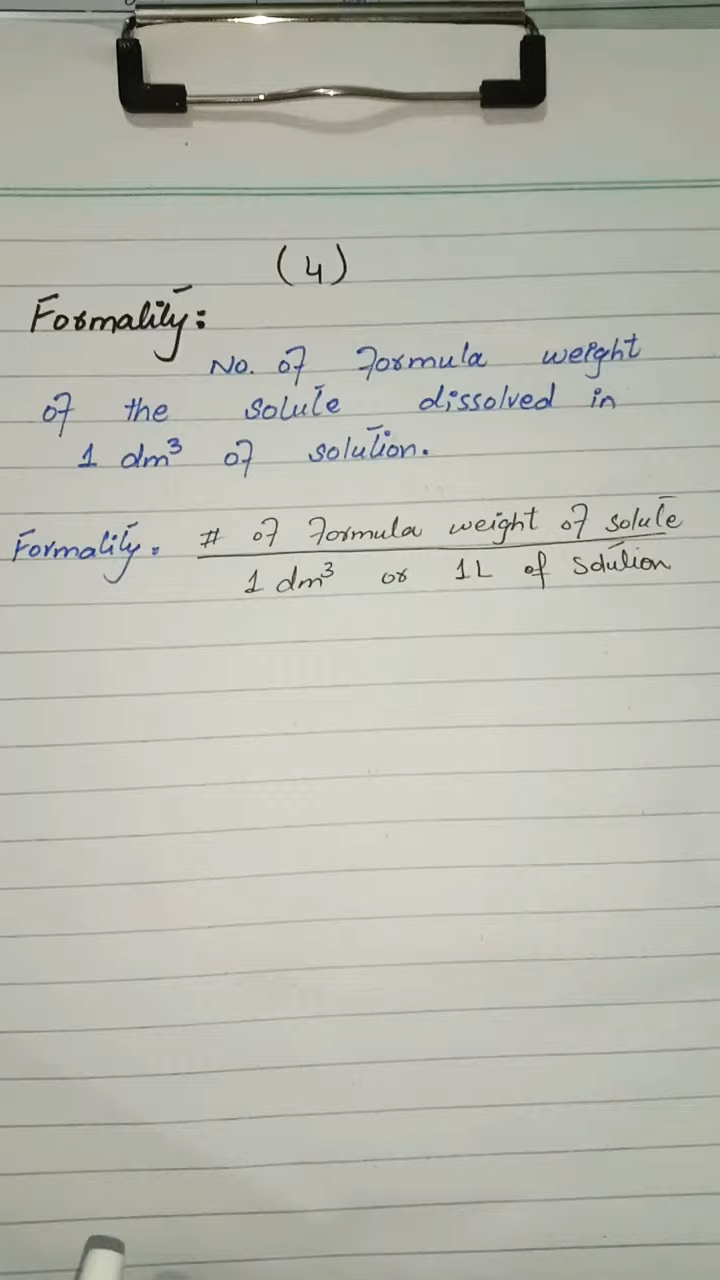 (4)
Formality:
No. of Formula weight
of the solute dissolved in
1 dm³ of solution.
Formality = # of Formula weight of solute
1 dm³ or 1L of solution